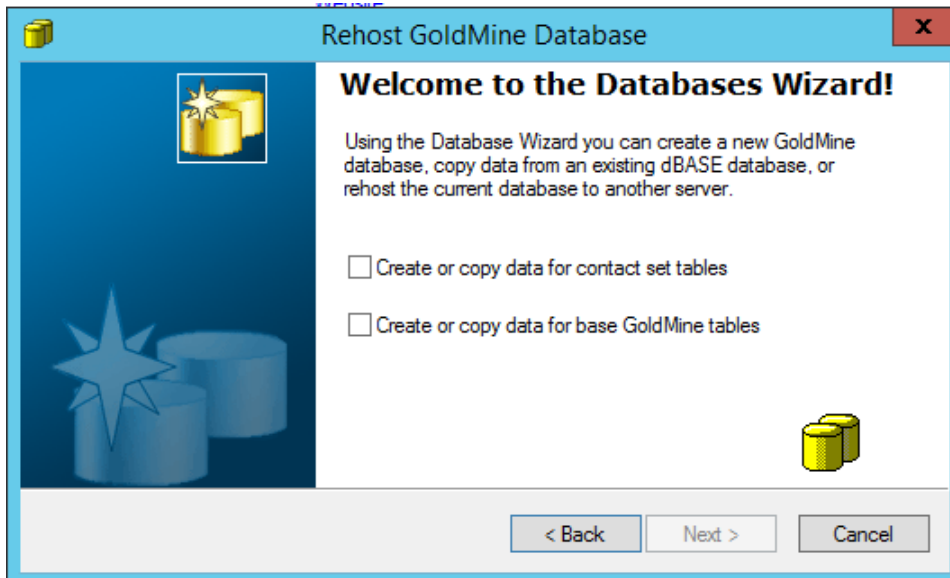 Rehost GoldMine Database
x
Welcome to the Databases Wizard!
Using the Database Wizard you can create a new GoldMine
database, copy data from an existing dBASE database, or
rehost the current database to another server.
Create or copy data for contact set tables
Create or copy data for base GoldMine tables
< Back
Next >
Cancel